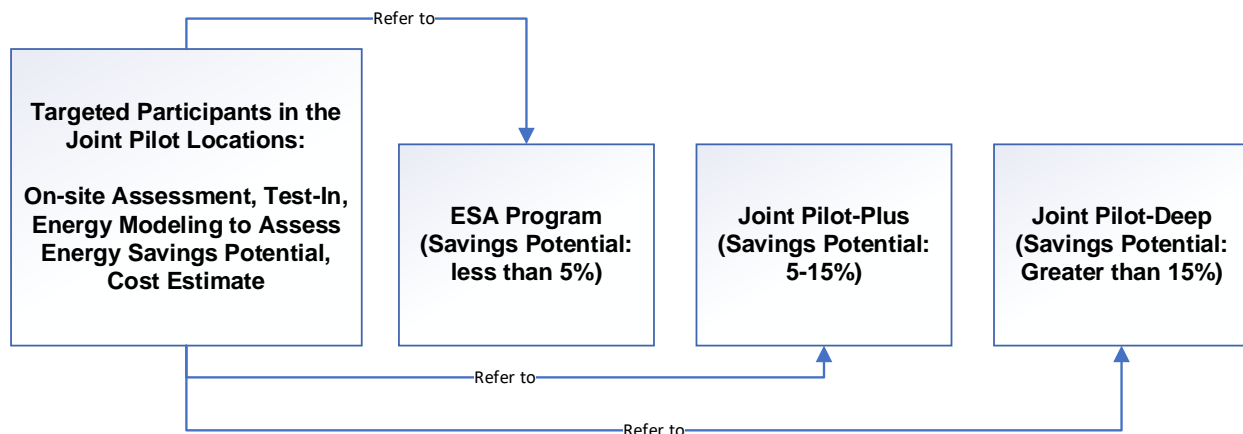 Refer to
Targeted Participants in the
Joint Pilot Locations:
On-site Assessment, Test-In,
Energy Modeling to Assess
Energy Savings Potential,
Cost Estimate
ESA Program
(Savings Potential:
less than 5%)
Joint Pilot-Plus
(Savings Potential:
5-15%)
Joint Pilot-Deep
(Savings Potential:
Greater than 15%)
Refer to
Refer to